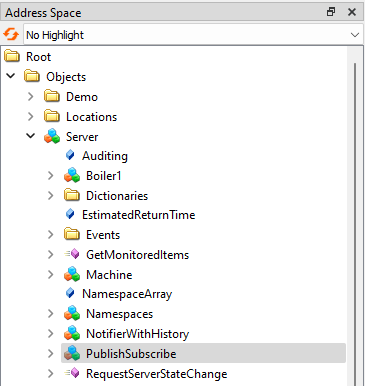 Address Space
No Highlight
Root
Objects
Demo
Locations
Server
Auditing
Boiler1
Dictionaries
EstimatedReturnTime
Events
GetMonitoredItems
Machine
NamespaceArray
Namespaces
NotifierWithHistory
PublishSubscribe
RequestServerStateChange